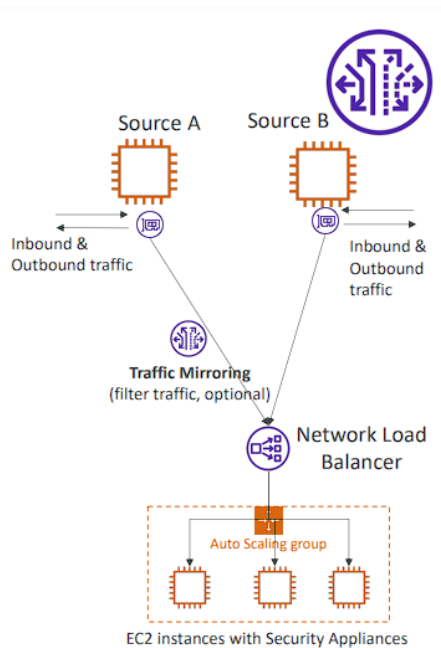 Source A
Source B
Inbound &
Outbound traffic
Inbound &
Outbound
traffic
Traffic Mirroring
(filter traffic, optional)
Network Load
Balancer
Auto Scaling group
EC2 instances with Security Appliances